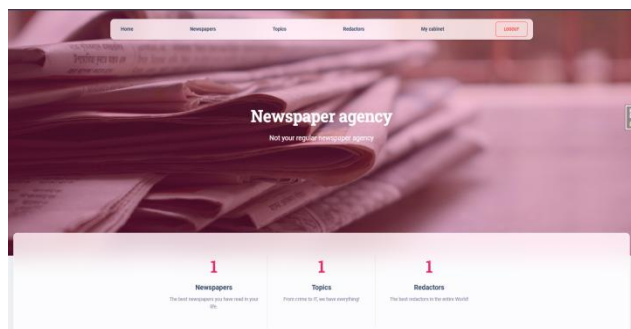 Home Newspapers Topics Redactors My cabinet LOGOUT
Newspaper agency
Not your regular newspaper agency
1 1 1
Newspapers Topics Redactors
The best newspapers you have read in your life. From crime to IT, we have everything! The best redactors in the entire World!